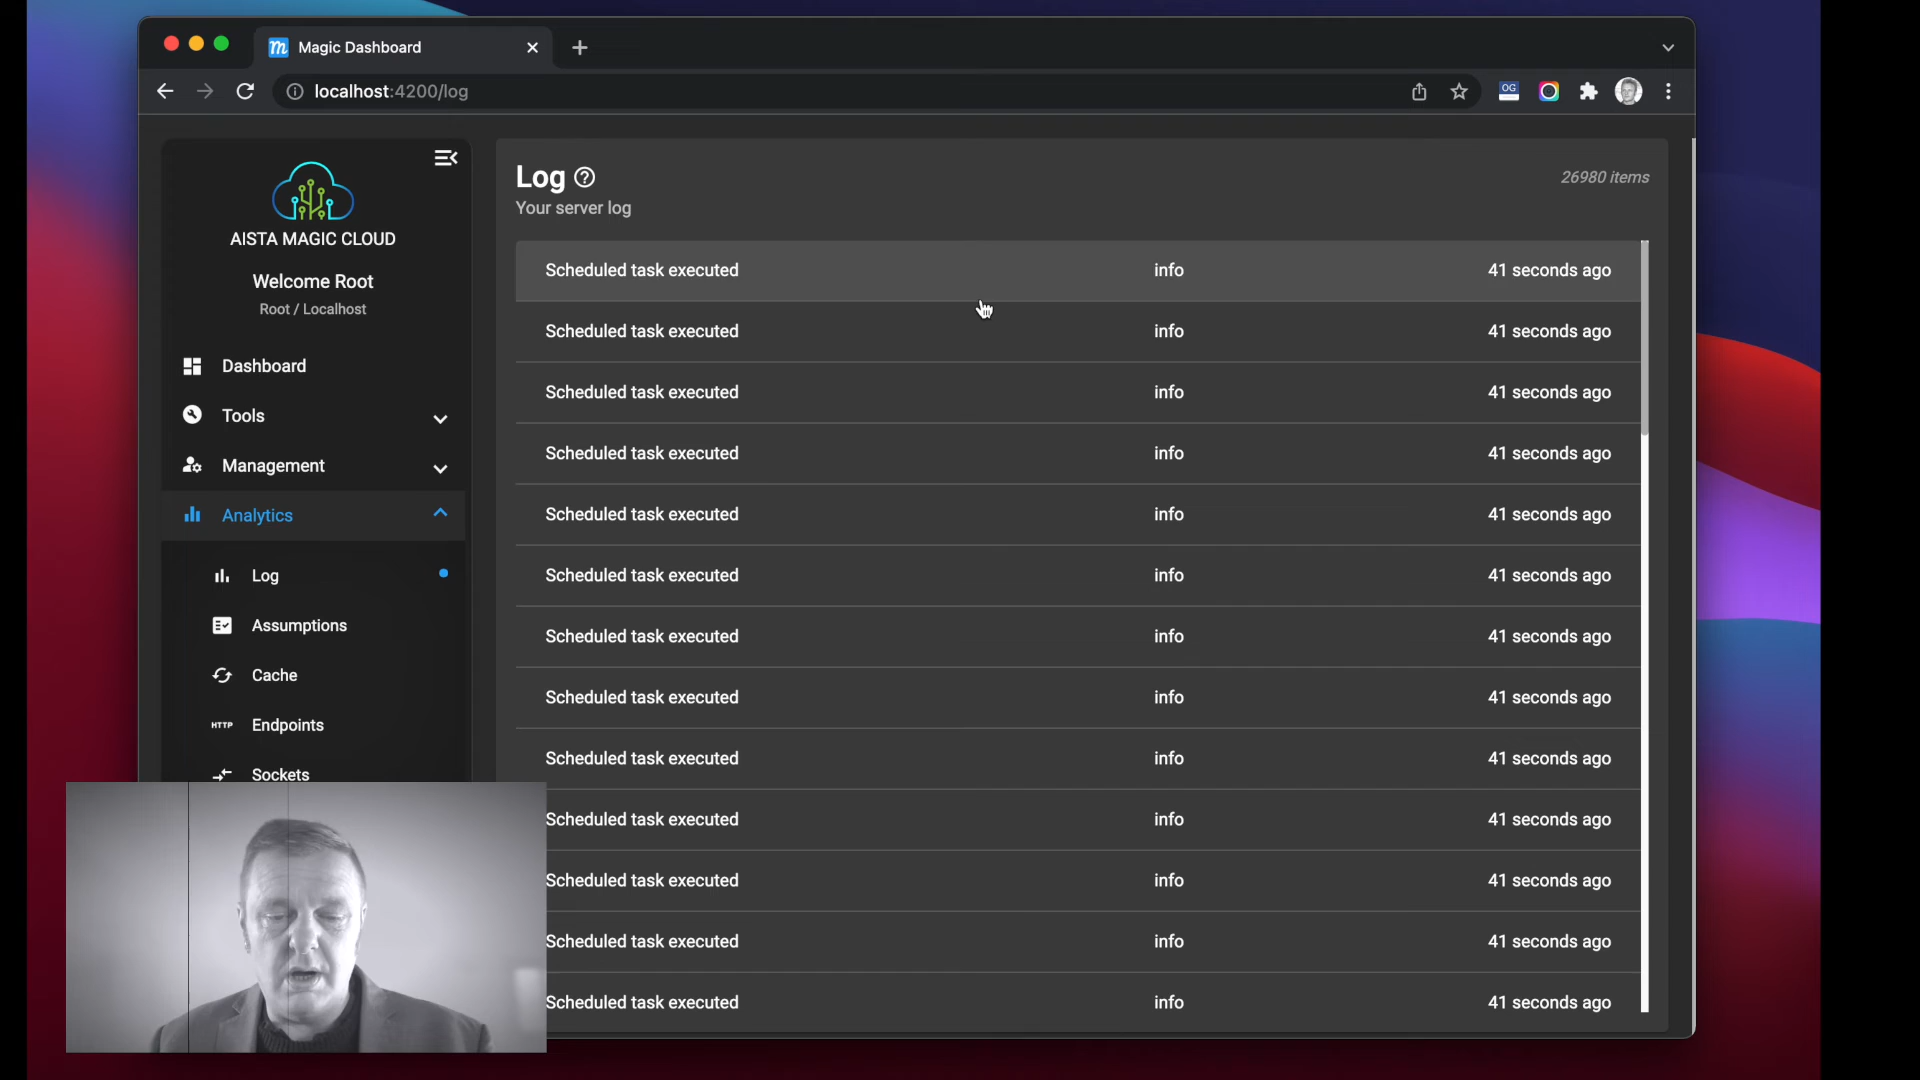 m Magic Dashboard
localhost:4200/log
OG
AISTA MAGIC CLOUD
Welcome Root
Root / Localhost
Dashboard
Tools
Management
Analytics
Log
Assumptions
Cache
HTTP Endpoints
Sockets
Log
26980 items
Your server log
Scheduled task executed info 41 seconds ago
Scheduled task executed info 41 seconds ago
Scheduled task executed info 41 seconds ago
Scheduled task executed info 41 seconds ago
Scheduled task executed info 41 seconds ago
Scheduled task executed info 41 seconds ago
Scheduled task executed info 41 seconds ago
Scheduled task executed info 41 seconds ago
Scheduled task executed info 41 seconds ago
Scheduled task executed info 41 seconds ago
Scheduled task executed info 41 seconds ago
Scheduled task executed info 41 seconds ago
Scheduled task executed info 41 seconds ago